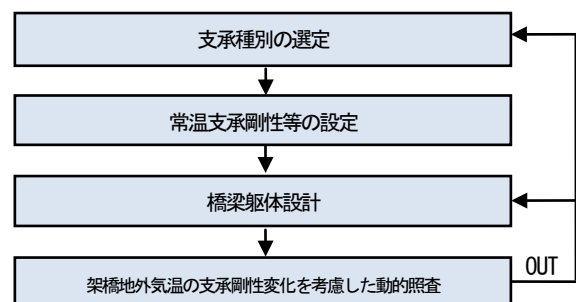 支承種別の選定
常温支承剛性等の設定
橋梁躯体設計
架橋地外気温の支承剛性変化を考慮した動的照査
OUT